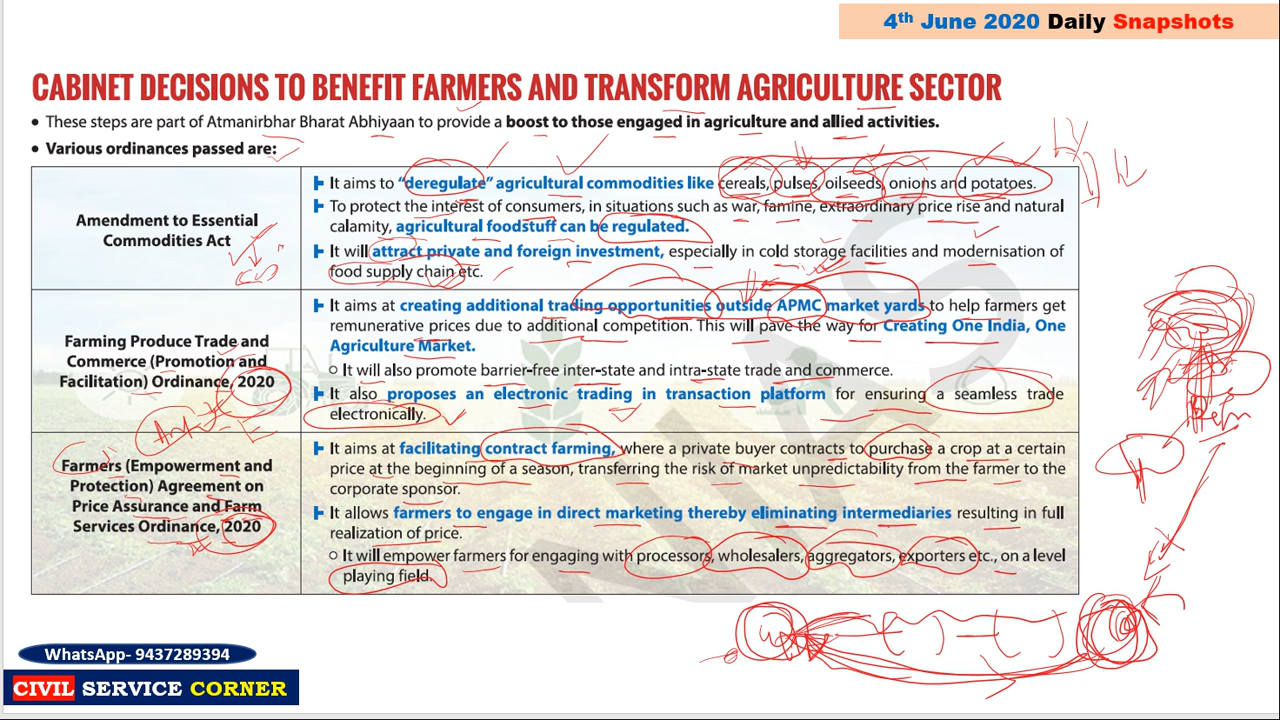 4th June 2020 Daily Snapshots
CABINET DECISIONS TO BENEFIT FARMERS AND TRANSFORM AGRICULTURE SECTOR
• These steps are part of Atmanirbhar Bharat Abhiyaan to provide a boost to those engaged in agriculture and allied activities.
• Various ordinances passed are:
Amendment to Essential
Commodities Act
It aims to "deregulate" agricultural commodities like cereals, pulses, oilseeds, onions and potatoes.
To protect the interest of consumers, in situations such as war, famine, extraordinary price rise and natural
calamity, agricultural foodstuff can be regulated.
It will attract private and foreign investment, especially in cold storage facilities and modernisation of
food supply chain etc.
Farming Produce Trade and
Commerce (Promotion and
Facilitation) Ordinance, 2020
It aims at creating additional trading opportunities outside APMC market yards to help farmers get
remunerative prices due to additional competition. This will pave the way for Creating One India, One
Agriculture Market.
It will also promote barrier-free inter-state and intra-state trade and commerce.
It also proposes an electronic trading in transaction platform for ensuring a seamless trade
electronically.
Farmers (Empowerment and
Protection) Agreement on
Price Assurance and Farm
Services Ordinance, 2020
It aims at facilitating contract farming, where a private buyer contracts to purchase a crop at a certain
price at the beginning of a season, transferring the risk of market unpredictability from the farmer to the
corporate sponsor.
It allows farmers to engage in direct marketing thereby eliminating intermediaries resulting in full
realization of price.
It will empower farmers for engaging with processors, wholesalers, aggregators, exporters etc., on a level
playing field.
WhatsApp- 9437289394
CIVIL SERVICE CORNER